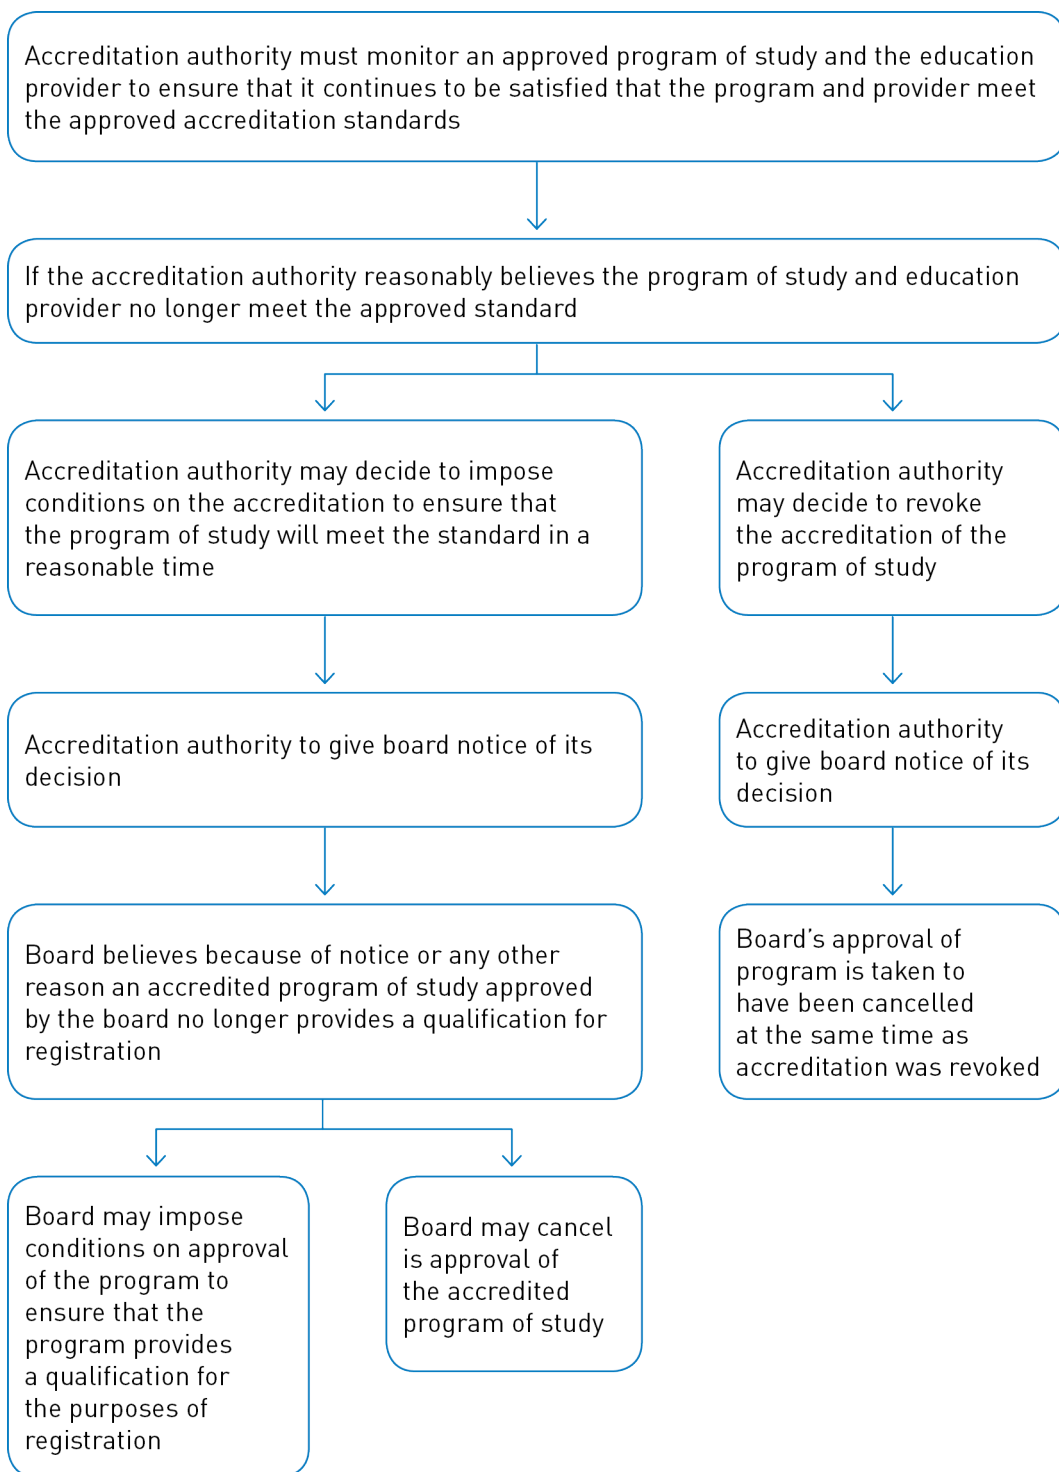 Accreditation authority must monitor an approved program of study and the education
provider to ensure that it continues to be satisfied that the program and provider meet
the approved accreditation standards
If the accreditation authority reasonably believes the program of study and education
provider no longer meet the approved standard
Accreditation authority may decide to impose
conditions on the accreditation to ensure that
the program of study will meet the standard in a
reasonable time
Accreditation authority
may decide to revoke
the accreditation of the
program of study
Accreditation authority to give board notice of its
decision
Accreditation authority
to give board notice of its
decision
Board believes because of notice or any other
reason an accredited program of study approved
by the board no longer provides a qualification for
registration
Board’s approval of
program is taken to
have been cancelled
at the same time as
accreditation was revoked
Board may impose
conditions on approval
of the program to
ensure that the
program provides
a qualification for
the purposes of
registration
Board may cancel
is approval of
the accredited
program of study